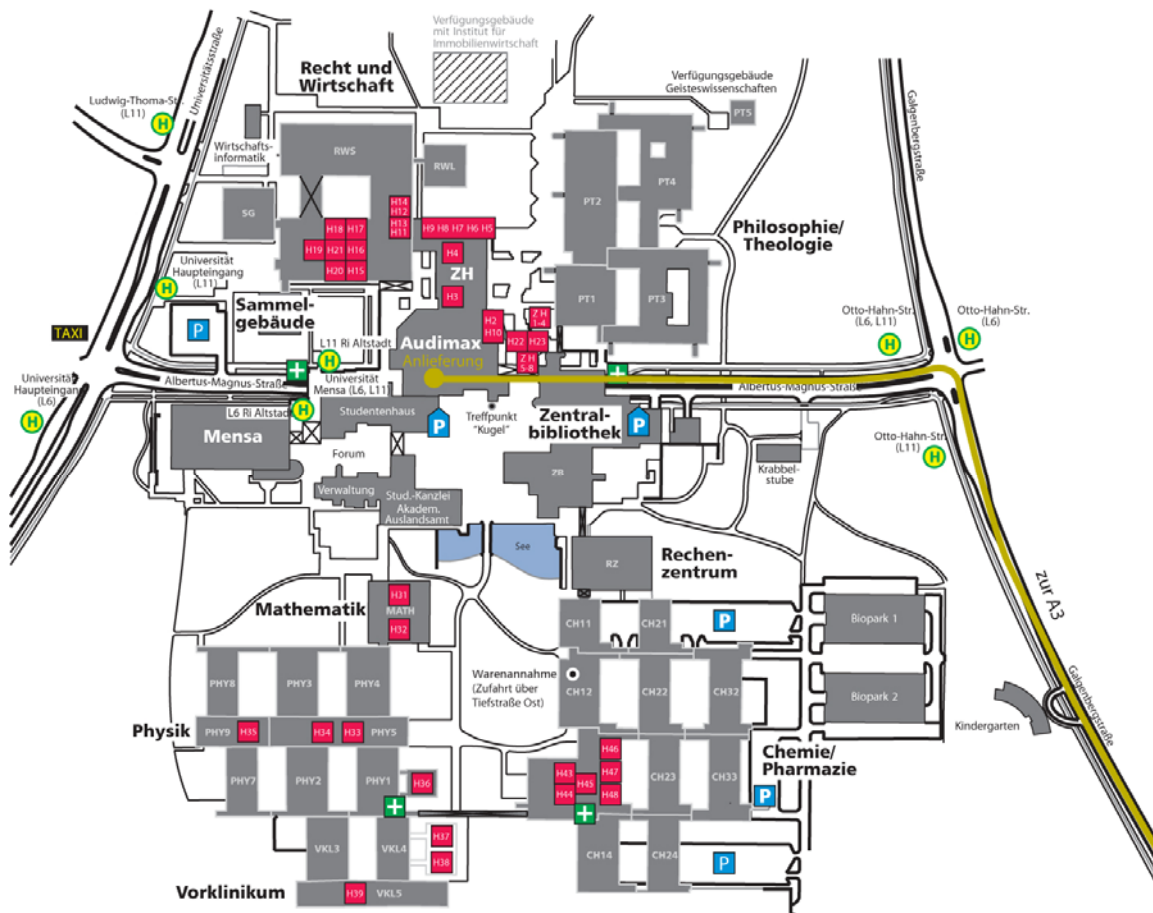 Verfügungsgebäude
mit Institut für
Immobilienwirtschaft
Recht und
Wirtschaft
Verfügungsgebäude
Geisteswissenschaften
PT5
Ludwig-Thoma-Str.
(L11)
H
Universitätsstraße
Galgenbergstraße
Wirtschafts-
informatik
RWS
RWL
SG
PT2
PT4
H14
H12
H13
H11
H18
H17
H19
H21
H16
H20
H15
H9 H8 H7 H6 H5
H4
ZH
H3
Philosophie/
Theologie
Universität
Haupteingang
(L11)
H
Sammel-
gebäude
P
TAXI
PT1
PT3
H2
H10
Z H
1-4
H22
H23
Z H
5-8
Audimax
Anlieferung
Otto-Hahn-Str.
(L6, L11)
H
Otto-Hahn-Str.
(L6)
H
L11 Ri Altstadt
H
Universität
Haupteingang
(L6)
H
Albertus-Magnus-Straße
Universität
Mensa (L6, L11)
Albertus-Magnus-Straß
L6 Ri Altstadt
H
Studentenhaus
P
Treffpunkt
"Kugel"
Zentral-
bibliothek
P
Mensa
Otto-Hahn-Str.
(L11)
H
Forum
Krabbel-
stube
ZB
Verwaltung
Stud.-Kanzlei
Akadem.
Auslandsamt
See
RZ
Rechen-
zentrum
zur A3
Mathematik
H31
MATH
H32
CH11
CH21
P
Biopark 1
PHY8
PHY3
PHY4
Warenannahme
(Zufahrt über
Tiefstraße Ost)
CH12
CH22
CH32
Biopark 2
Galgenbergstraße
Kindergarten
Physik
PHY9
H35
H34
H33
PHY5
Chemie/
Pharmazie
H46
H43
H45
H47
H44
H48
CH23
CH33
P
PHY7
PHY2
PHY1
H36
VKL3
VKL4
H37
H38
CH14
CH24
P
Vorklinikum
H39
VKL5